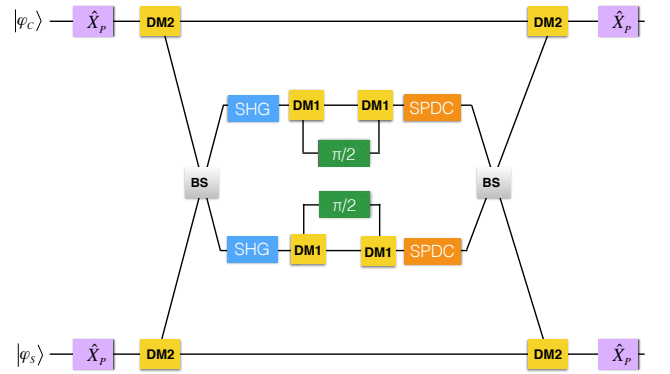 |φ_C⟩ X̂_P DM2 DM2 X̂_P
SHG DM1 DM1 SPDC
π/2
BS BS
π/2
SHG DM1 DM1 SPDC
|φ_S⟩ X̂_P DM2 DM2 X̂_P